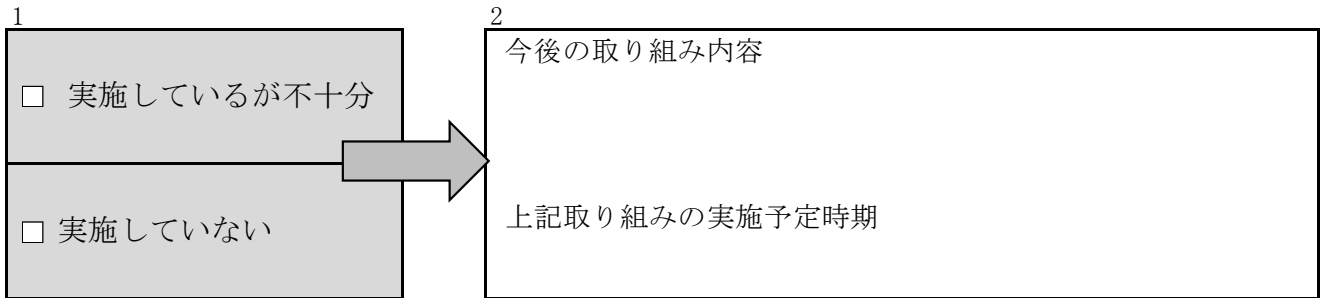 1
□ 実施しているが不十分
□ 実施していない
2
今後の取り組み内容
上記取り組みの実施予定時期